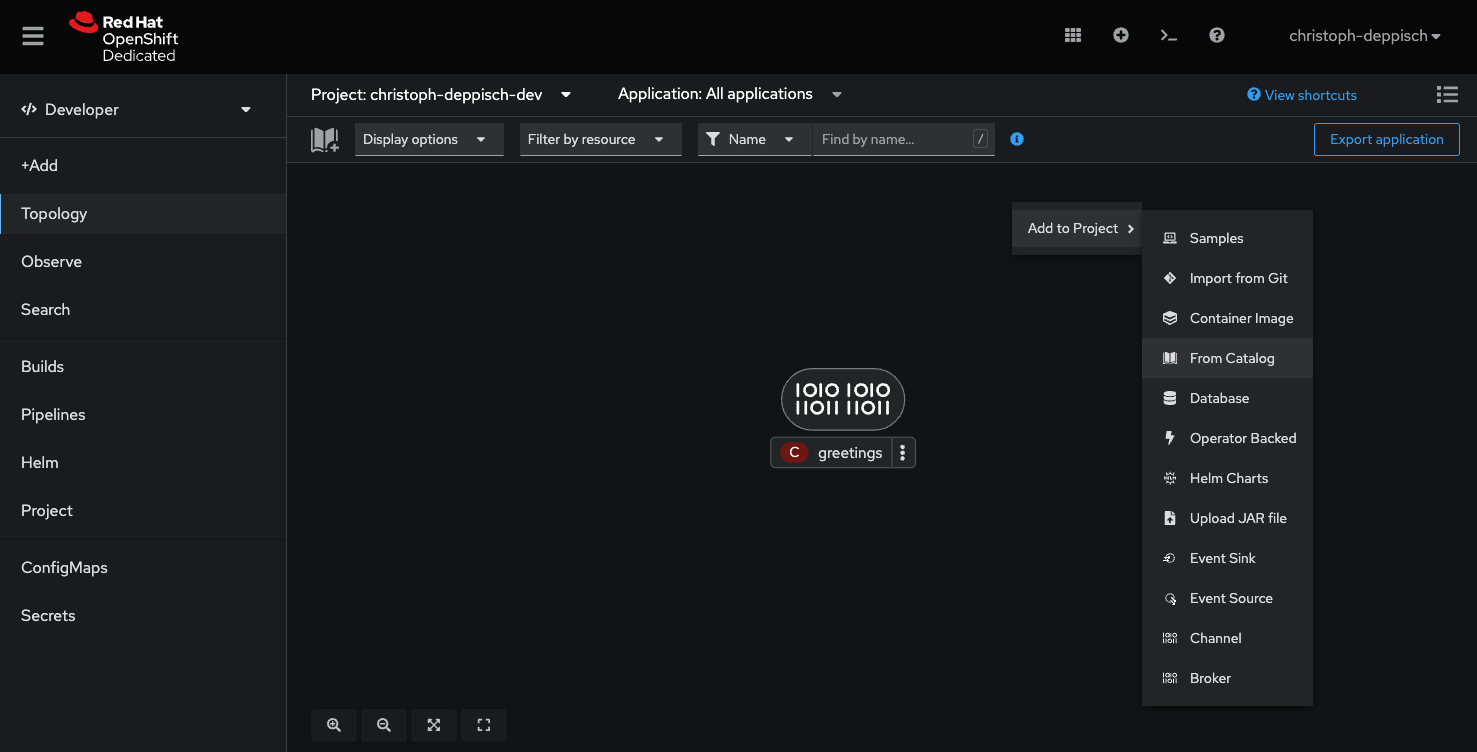 Red Hat
OpenShift
Dedicated
christoph-deppisch
Developer
Project: christoph-deppisch-dev
Application: All applications
View shortcuts
Display options
Filter by resource
Name
Find by name...
/
Export application
+Add
Topology
Observe
Search
Builds
Pipelines
Helm
Project
ConfigMaps
Secrets
Add to Project
Samples
Import from Git
Container Image
From Catalog
Database
Operator Backed
Helm Charts
Upload JAR file
Event Sink
Event Source
Channel
Broker
1010 1010
11011 11011
C greetings